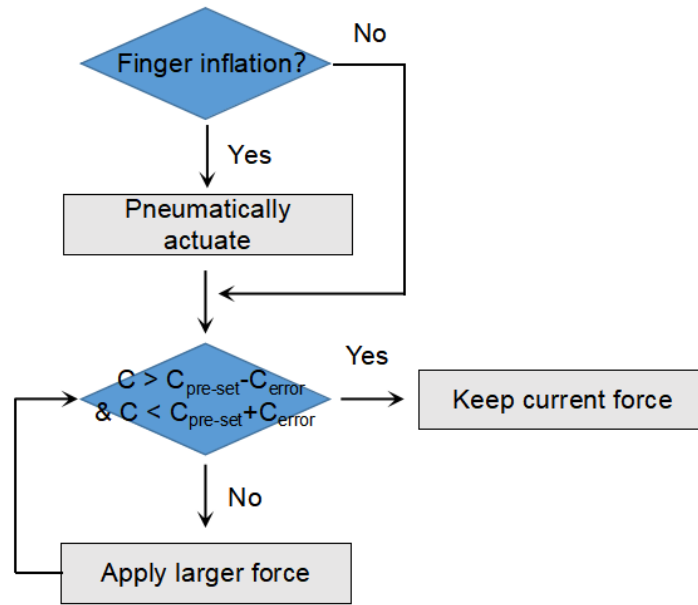 No
Finger inflation?
Yes
Pneumatically
actuate
Yes
C > Cpre-set-Cerror
& C < Cpre-set+Cerror
Keep current force
No
Apply larger force